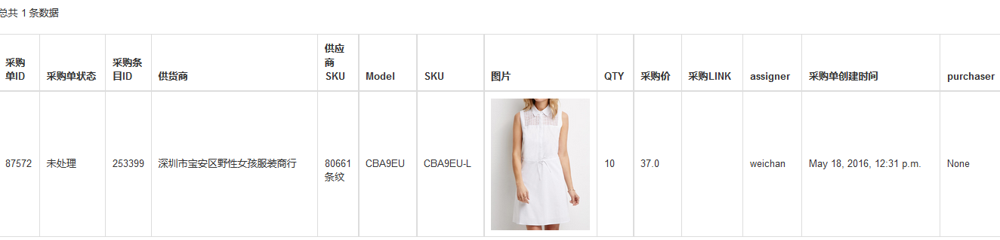 总共 1 条数据
采购单ID 采购单状态 采购条目ID 供货商 供应商SKU Model SKU 图片 QTY 采购价 采购LINK assigner 采购单创建时间 purchaser
87572 未处理 253399 深圳市宝安区野性女孩服装商行 80661条纹 CBA9EU CBA9EU-L 10 37.0 weichan May 18, 2016, 12:31 p.m. None